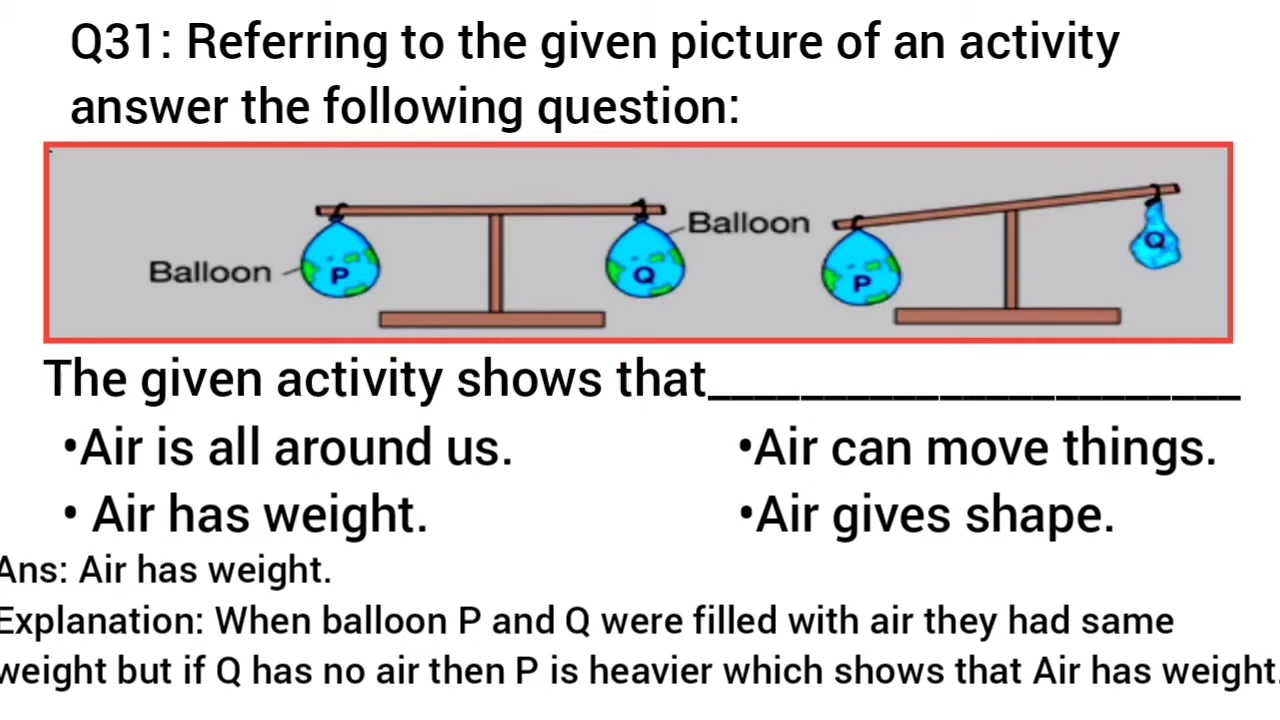 Q31: Referring to the given picture of an activity
answer the following question:
Balloon
P
Q
Balloon
P
Q
The given activity shows that_______________________
•Air is all around us.
•Air can move things.
• Air has weight.
•Air gives shape.
Ans: Air has weight.
Explanation: When balloon P and Q were filled with air they had same
weight but if Q has no air then P is heavier which shows that Air has weight.